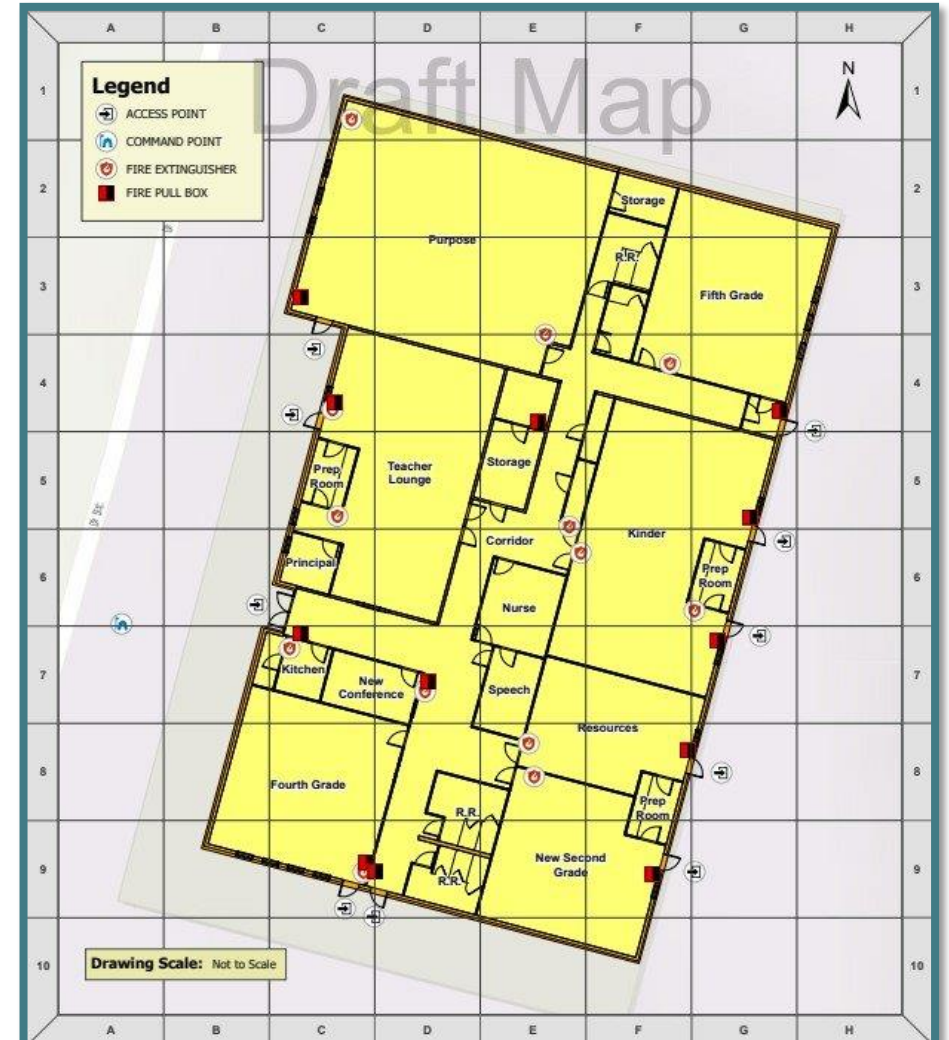 A B C D E F G H
Draft Map
N
1 1
Legend
ACCESS POINT
COMMAND POINT
FIRE EXTINGUISHER
FIRE PULL BOX
2 2
Storage
Purpose
R.R.
3 3
Fifth Grade
4 4
Storage
Teacher
Lounge
Prep
Room
5 5
D St
Corridor
Kinder
Principal
Prep
Room
6 6
Nurse
Kitchen
New
Conference
Speech
7 7
Resources
Fourth Grade
8 8
Prep
Room
R.R.
New Second
Grade
9 9
R.R.
Drawing Scale: Not to Scale
10 10
A B C D E F G H